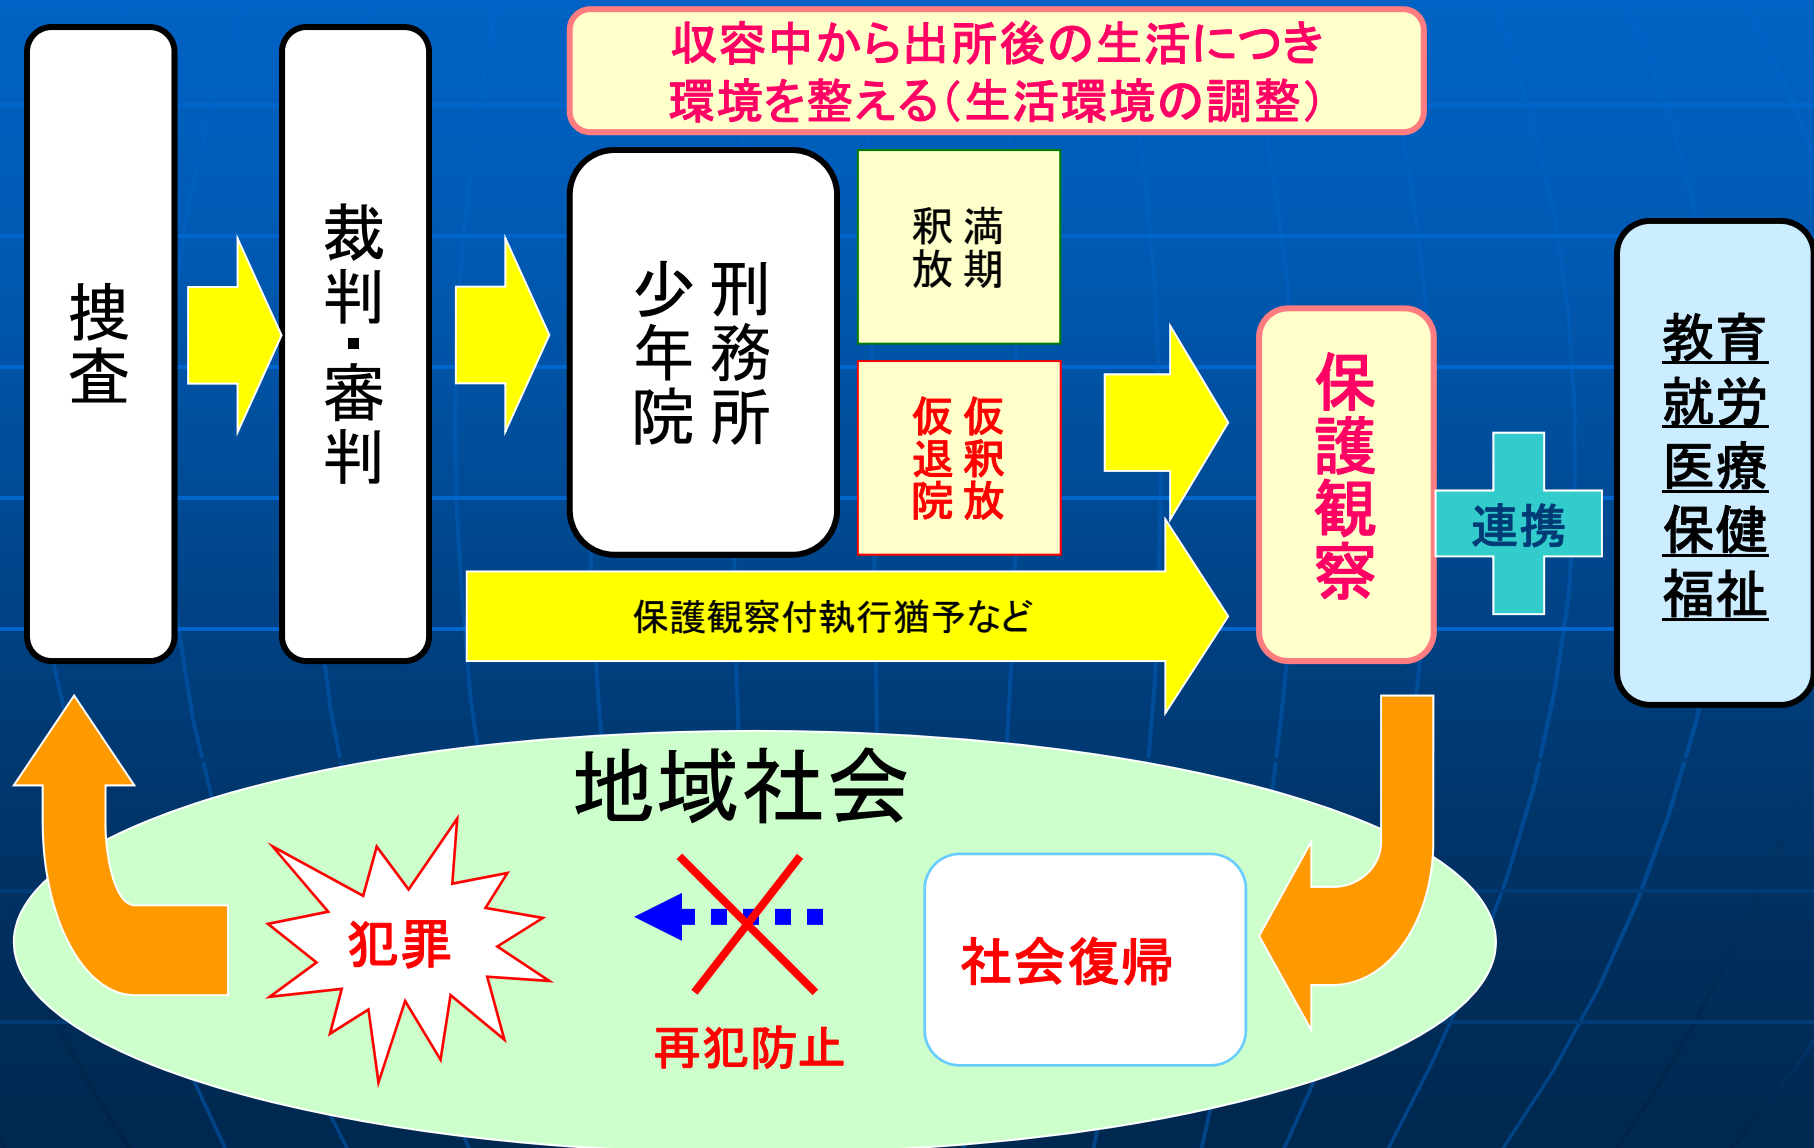 収容中から出所後の生活につき
環境を整える（生活環境の調整）
捜査
裁判・審判
刑務所
少年院
満期
釈放
仮釈放
仮退院
保護観察付執行猶予など
保護観察
連携
教育
就労
医療
保健
福祉
地域社会
犯罪
再犯防止
社会復帰